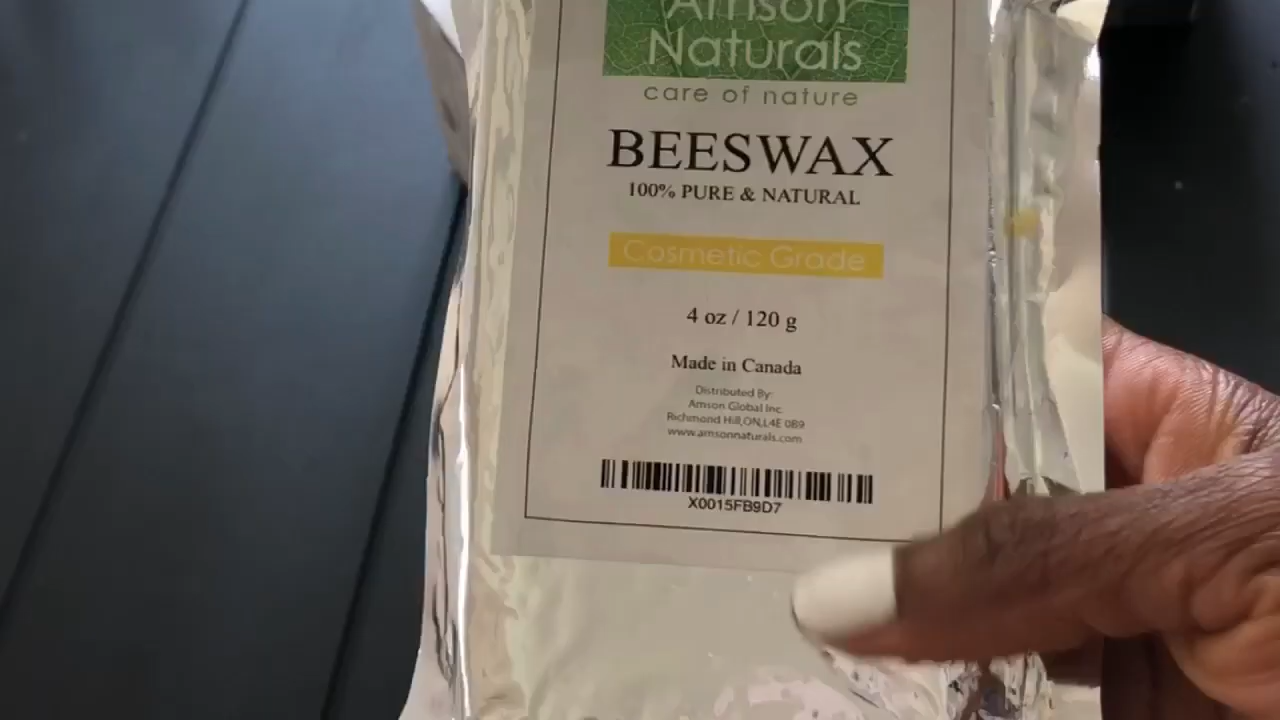 Amson
Naturals
care of nature
BEESWAX
100% PURE & NATURAL
Cosmetic Grade
4 oz / 120 g
Made in Canada
Distributed By:
Amson Global Inc.
Richmond Hill,ON,L4E 0B9
www.amsonnaturals.com
X0015FB9D7